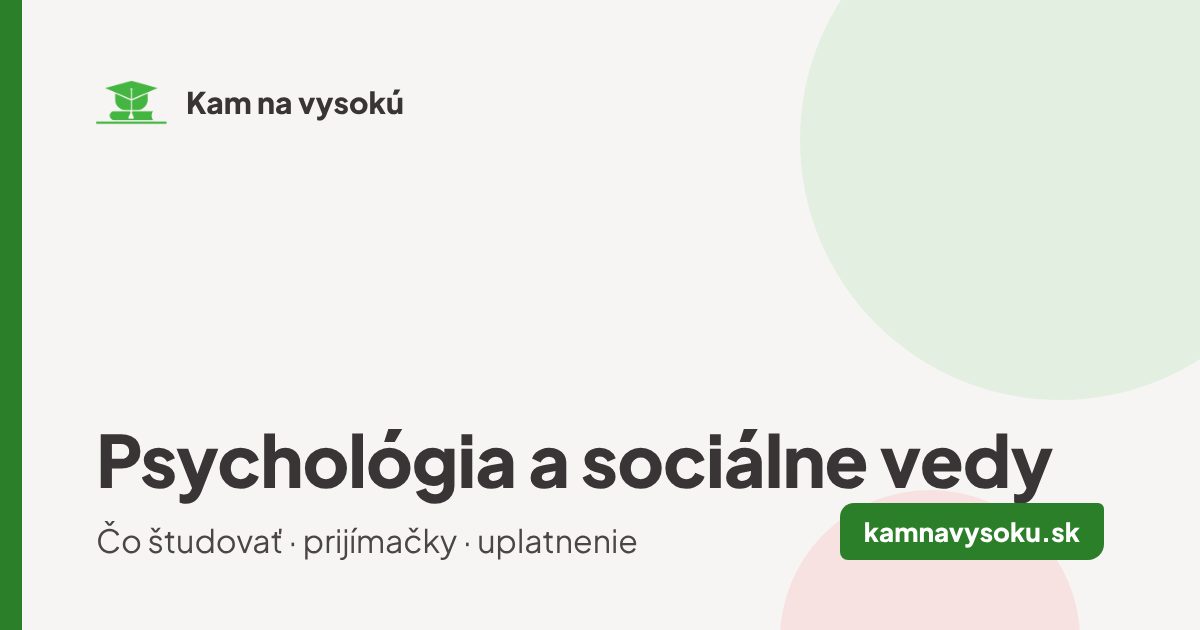 Kam na vysokú
Psychológia a sociálne vedy
Čo študovať · prijímačky · uplatnenie
kamnavysoku.sk